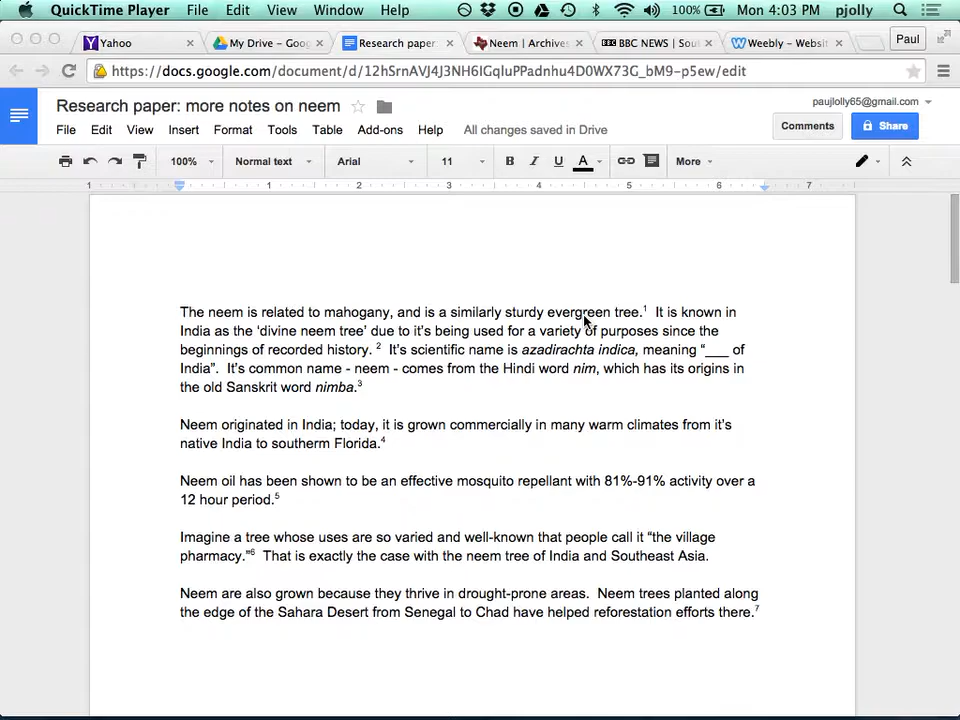 QuickTime Player File Edit View Window Help 100% Mon 4:03 PM pjolly
Yahoo My Drive – Goog Research paper: Neem | Archives BBC NEWS | Sou Weebly – Websit Paul
https://docs.google.com/document/d/12hSrnAVJ4J3NH6IGqIuPPadnhu4D0WX73G_bM9-p5ew/edit
Research paper: more notes on neem paujlolly65@gmail.com
File Edit View Insert Format Tools Table Add-ons Help All changes saved in Drive Comments Share
100% Normal text Arial 11 B I U A More
1 1 2 3 4 5 6 7
The neem is related to mahogany, and is a similarly sturdy evergreen tree.1 It is known in
India as the ‘divine neem tree’ due to it’s being used for a variety of purposes since the
beginnings of recorded history. 2 It’s scientific name is azadirachta indica, meaning “___ of
India”. It’s common name - neem - comes from the Hindi word nim, which has its origins in
the old Sanskrit word nimba.3
Neem originated in India; today, it is grown commercially in many warm climates from it’s
native India to southerm Florida.4
Neem oil has been shown to be an effective mosquito repellant with 81%-91% activity over a
12 hour period.5
Imagine a tree whose uses are so varied and well-known that people call it “the village
pharmacy.”6 That is exactly the case with the neem tree of India and Southeast Asia.
Neem are also grown because they thrive in drought-prone areas. Neem trees planted along
the edge of the Sahara Desert from Senegal to Chad have helped reforestation efforts there.7